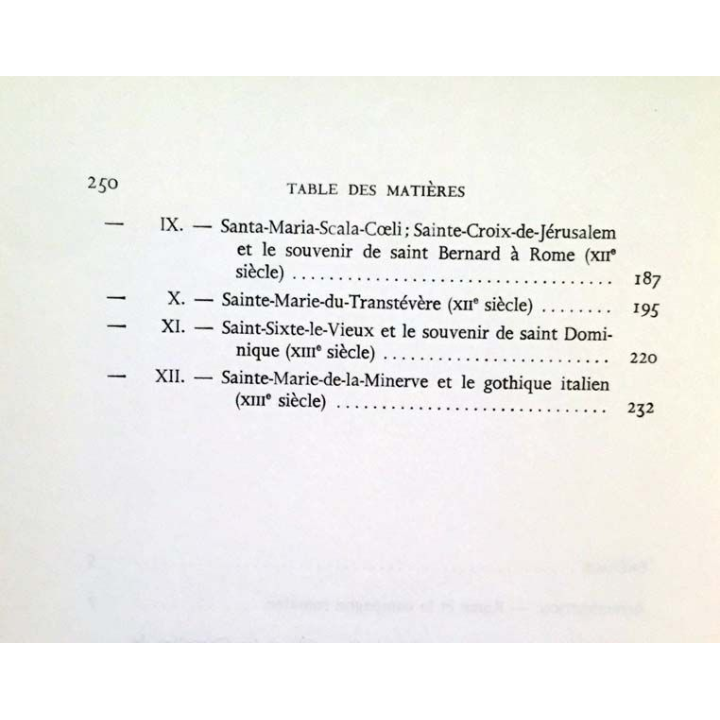 250 TABLE DES MATIÈRES
— IX. — Santa-Maria-Scala-Cœli; Sainte-Croix-de-Jérusalem
et le souvenir de saint Bernard à Rome (XIIe
siècle) .................................... 187
— X. — Sainte-Marie-du-Transtévère (XIIe siècle) ........ 195
— XI. — Saint-Sixte-le-Vieux et le souvenir de saint Domi-
nique (XIIIe siècle) ......................... 220
— XII. — Sainte-Marie-de-la-Minerve et le gothique italien
(XIIIe siècle) .............................. 232